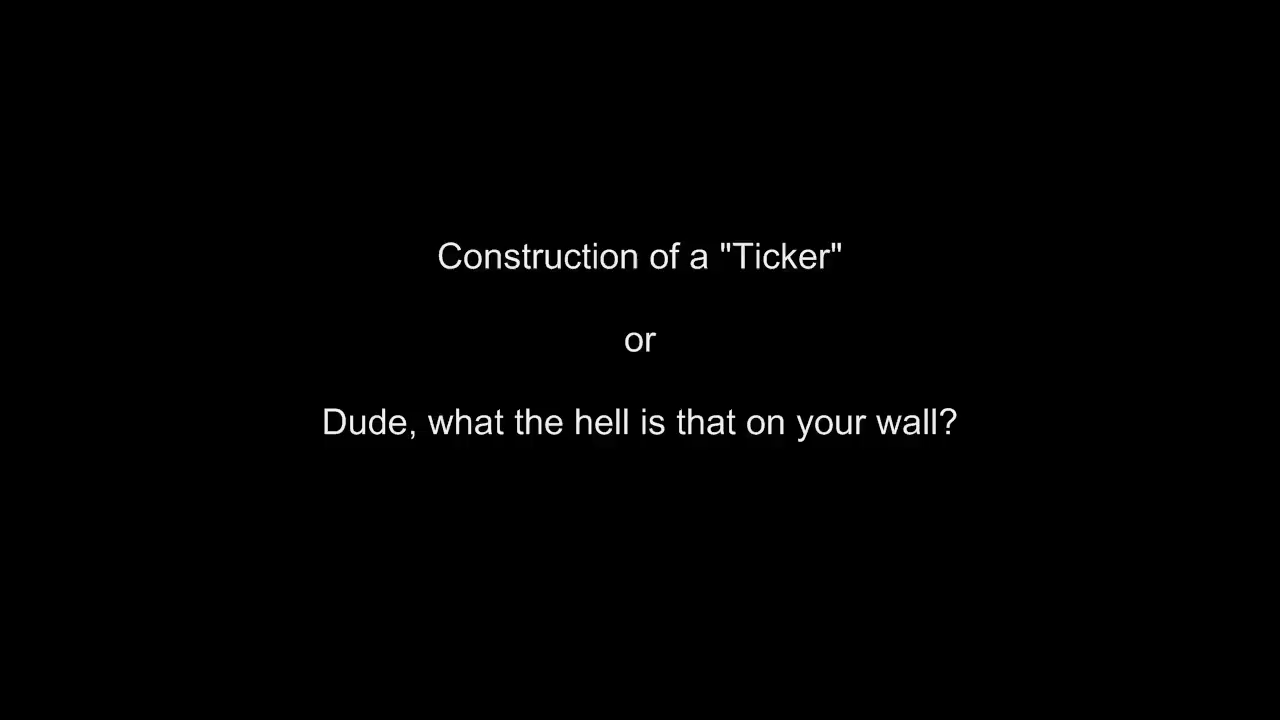 Construction of a "Ticker"
or
Dude, what the hell is that on your wall?